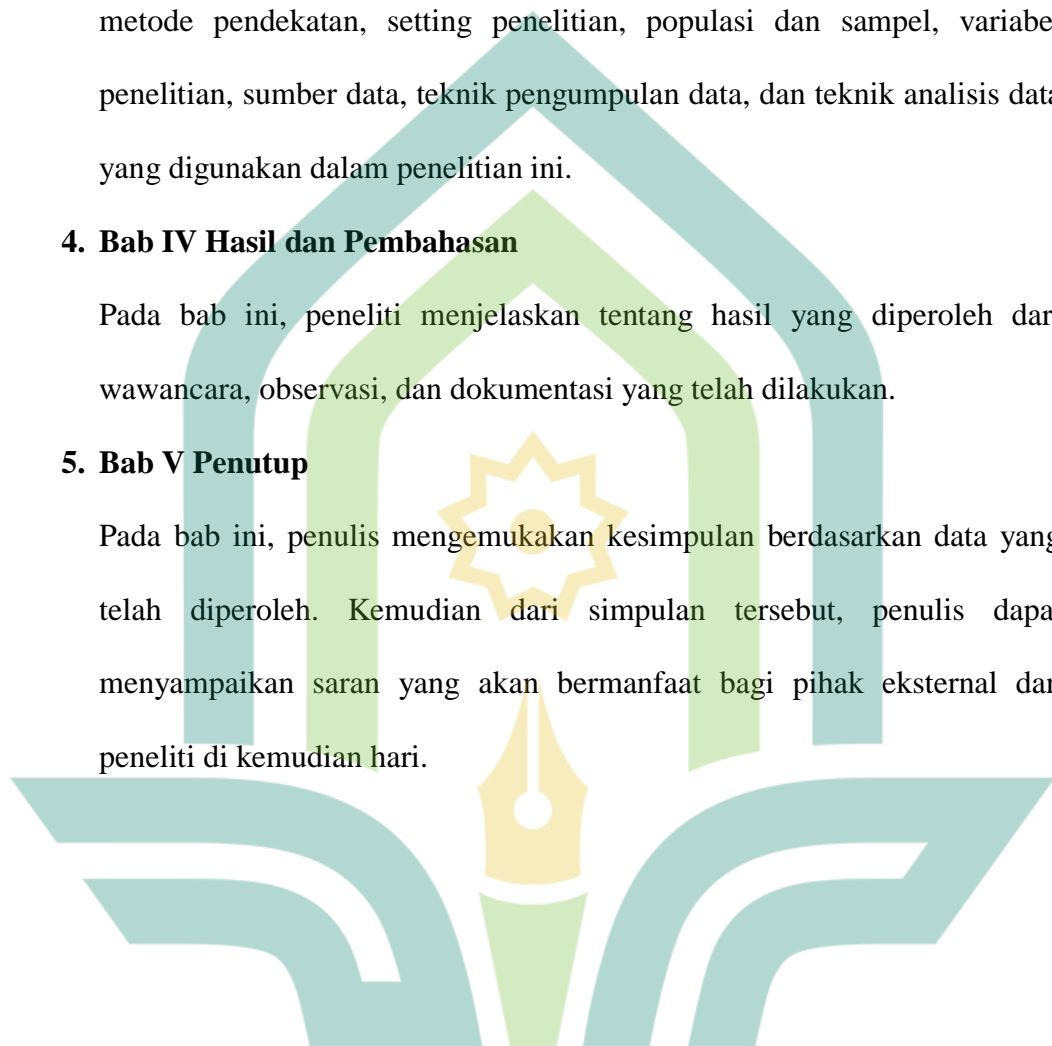 metode pendekatan, setting penelitian, populasi dan sampel, variabe
penelitian, sumber data, teknik pengumpulan data, dan teknik analisis data
yang digunakan dalam penelitian ini.
4. Bab IV Hasil dan Pembahasan
Pada bab ini, peneliti menjelaskan tentang hasil yang diperoleh dar
wawancara, observasi, dan dokumentasi yang telah dilakukan.
5. Bab V Penutup
Pada bab ini, penulis mengemukakan kesimpulan berdasarkan data yang
telah diperoleh. Kemudian dari simpulan tersebut, penulis dapa
menyampaikan saran yang akan bermanfaat bagi pihak eksternal dan
peneliti di kemudian hari.